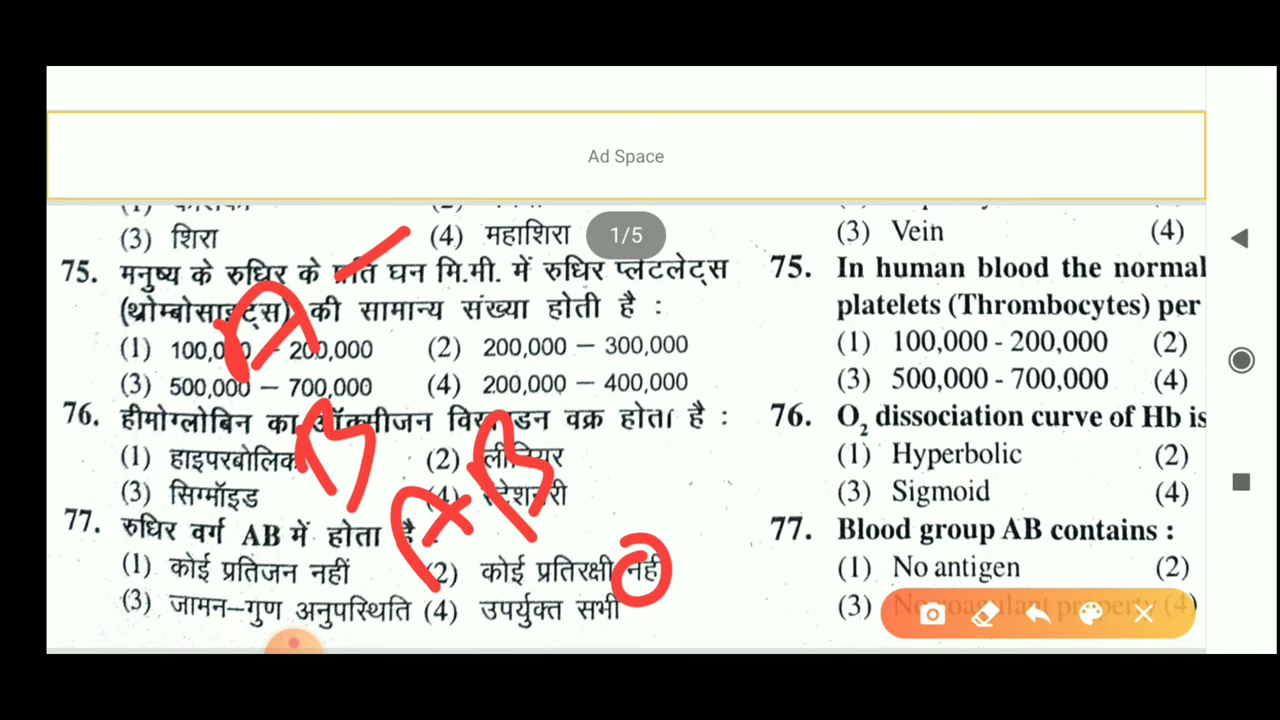 Ad Space
1/5
(3) शिरा (4) महाशिरा
75. मनुष्य के रुधिर के प्रति घन मि.मी. में रुधिर प्लेटलेट्स
(थ्रोम्बोसाइट्स) की सामान्य संख्या होती है :
(1) 100,000 – 200,000 (2) 200,000 – 300,000
(3) 500,000 – 700,000 (4) 200,000 – 400,000
76. हीमोग्लोबिन का ऑक्सीजन वक्र होता है :
(1) हाइपरबोलिक (2) लीनियर
(3) सिग्मॉइड (4) स्टेशनरी
77. रुधिर वर्ग AB में होता है :
(1) कोई प्रतिजन नहीं (2) कोई प्रतिरक्षी नहीं
(3) जामन–गुण अनुपस्थिति (4) उपर्युक्त सभी
(3) Vein (4)
75. In human blood the normal
platelets (Thrombocytes) per
(1) 100,000 - 200,000 (2)
(3) 500,000 - 700,000 (4)
76. O₂ dissociation curve of Hb is
(1) Hyperbolic (2)
(3) Sigmoid (4)
77. Blood group AB contains :
(1) No antigen (2)
(3) No coagulant property (4)
A
B
AB
O